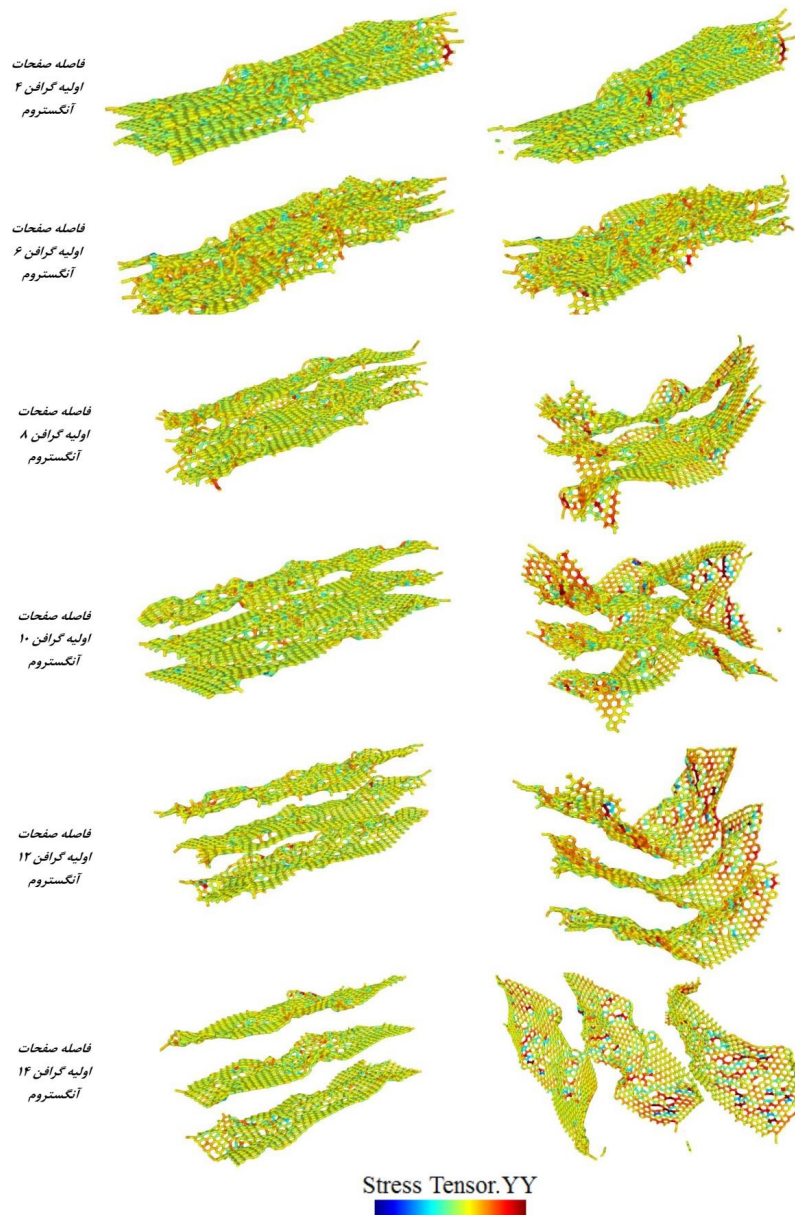 فاصله صفحات
اولیه گرافن ۴
آنگستروم
فاصله صفحات
اولیه گرافن ۶
آنگستروم
فاصله صفحات
اولیه گرافن ۸
آنگستروم
فاصله صفحات
اولیه گرافن ۱۰
آنگستروم
فاصله صفحات
اولیه گرافن ۱۲
آنگستروم
فاصله صفحات
اولیه گرافن ۱۴
آنگستروم
Stress Tensor.YY